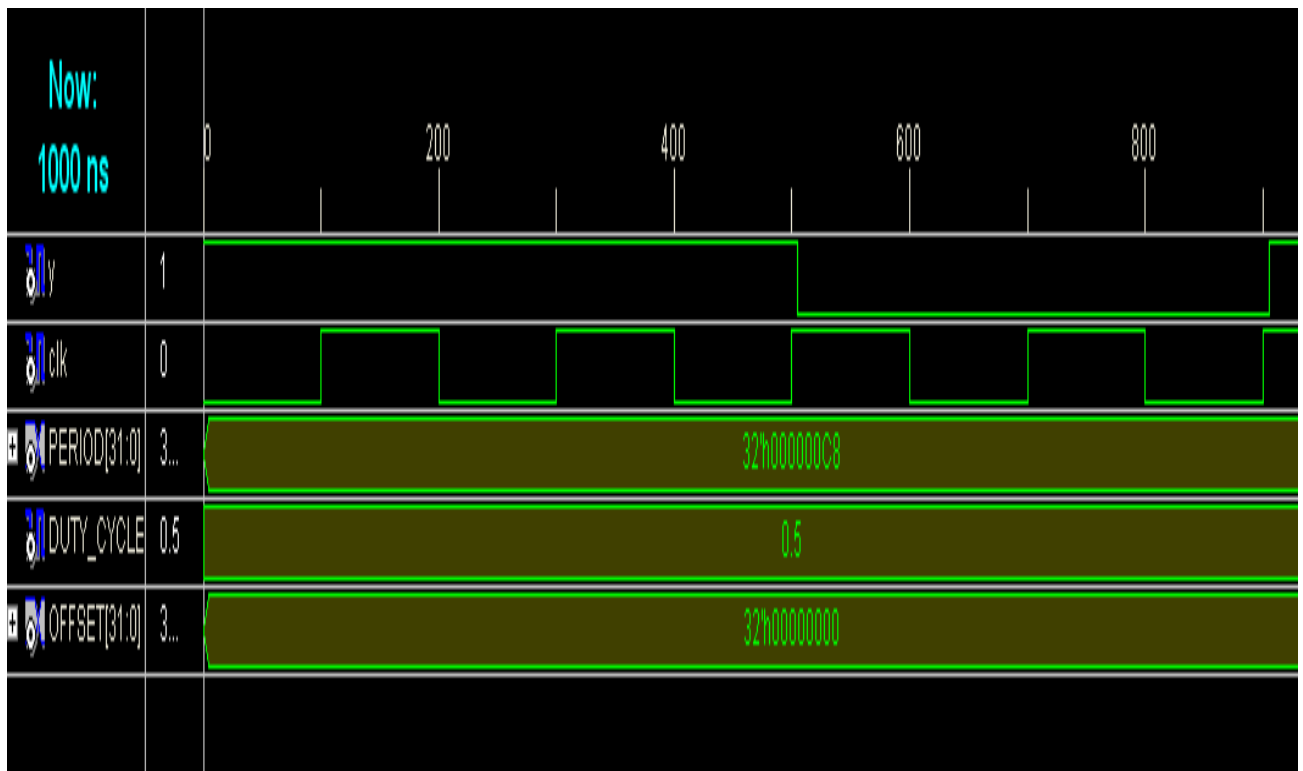 Now:
1000 ns
0 200 400 600 800
y 1
clk 0
PERIOD[31:0] 3... 32'h000000C8
DUTY_CYCLE 0.5 0.5
OFFSET[31:0] 3... 32'h00000000